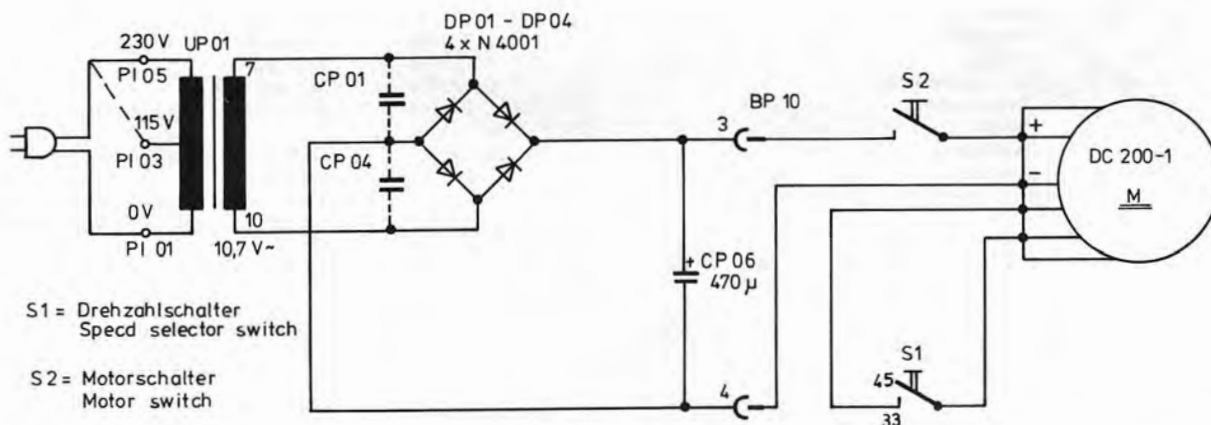 230 V
UP 01
PI 05
115 V
PI 03
0 V
PI 01
7
10
10,7 V~
CP 01
CP 04
DP 01 - DP 04
4 x N 4001
+ CP 06
470 µ
3
BP 10
4
S 2
+
−
DC 200-1
M
S1
45
33
S1 = Drehzahlschalter
Specd selector switch
S 2 = Motorschalter
Motor switch